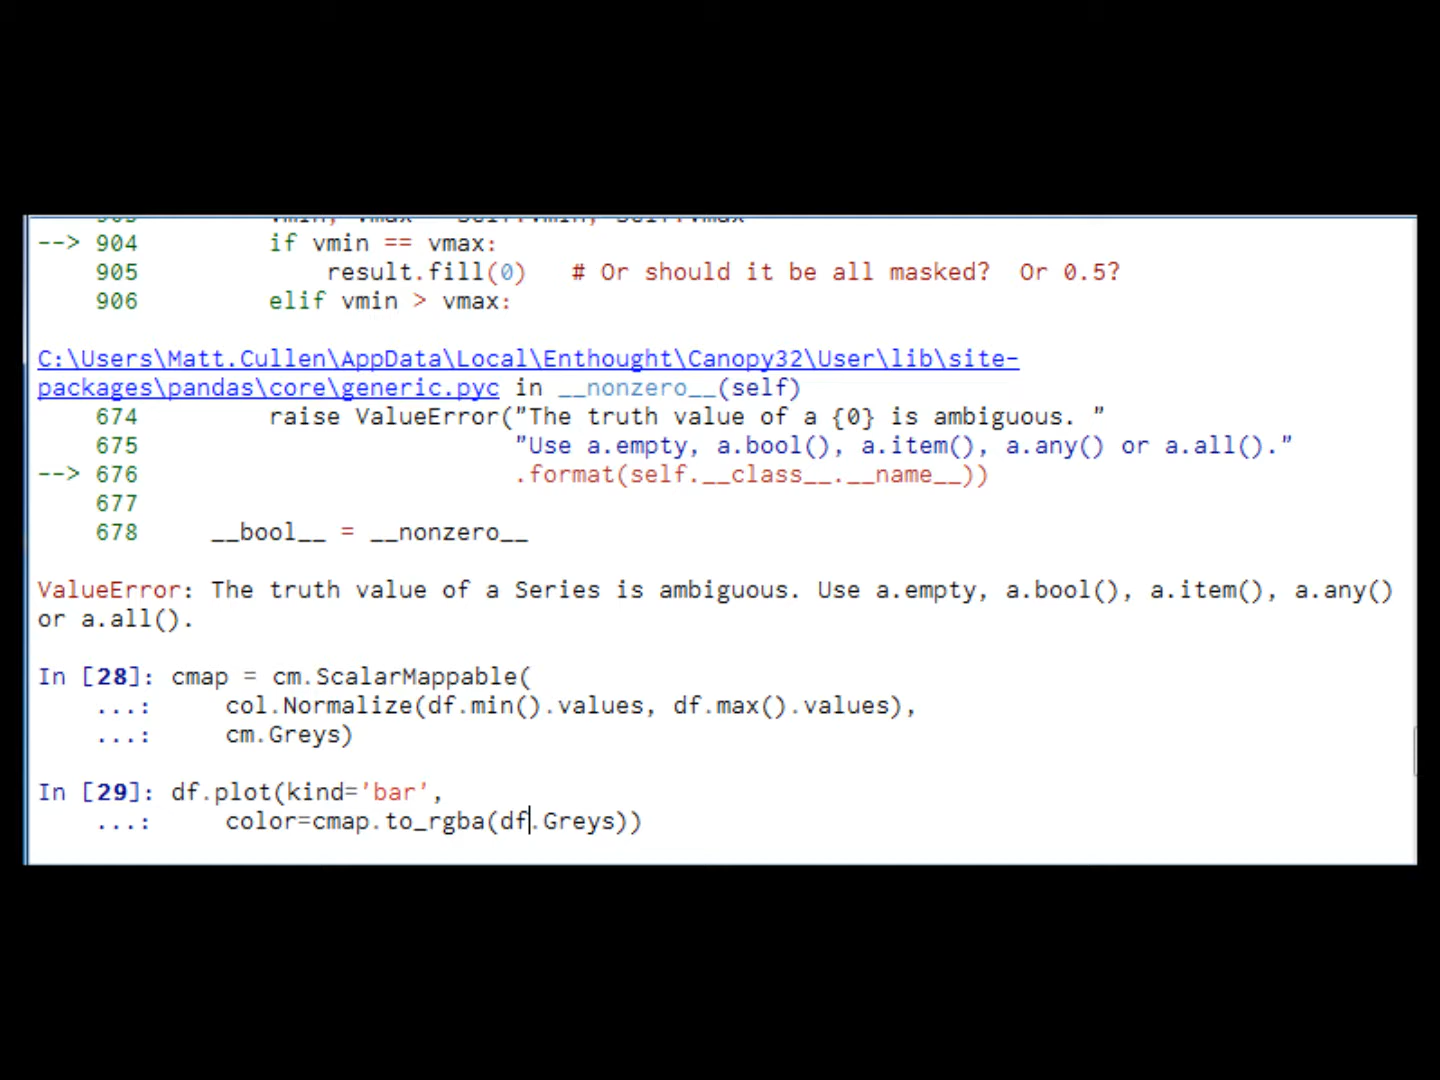 --> 904         if vmin == vmax:
    905             result.fill(0)   # Or should it be all masked?  Or 0.5?
    906         elif vmin > vmax:
C:\Users\Matt.Cullen\AppData\Local\Enthought\Canopy32\User\lib\site-
packages\pandas\core\generic.pyc in __nonzero__(self)
    674         raise ValueError("The truth value of a {0} is ambiguous. "
    675                          "Use a.empty, a.bool(), a.item(), a.any() or a.all()."
--> 676                          .format(self.__class__.__name__))
    677
    678     __bool__ = __nonzero__
ValueError: The truth value of a Series is ambiguous. Use a.empty, a.bool(), a.item(), a.any()
or a.all().
In [28]: cmap = cm.ScalarMappable(
    ...:     col.Normalize(df.min().values, df.max().values),
    ...:     cm.Greys)
In [29]: df.plot(kind='bar',
    ...:     color=cmap.to_rgba(df.Greys))